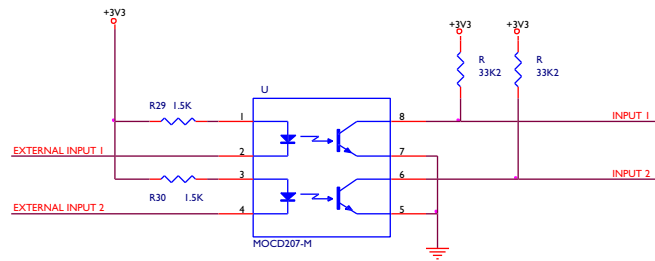 +3V3
+3V3 +3V3
R 33K2
R 33K2
U
R29 1.5K
1
8
INPUT 1
EXTERNAL INPUT 1
2
7
3
6
INPUT 2
R30 1.5K
EXTERNAL INPUT 2
4
5
MOCD207-M